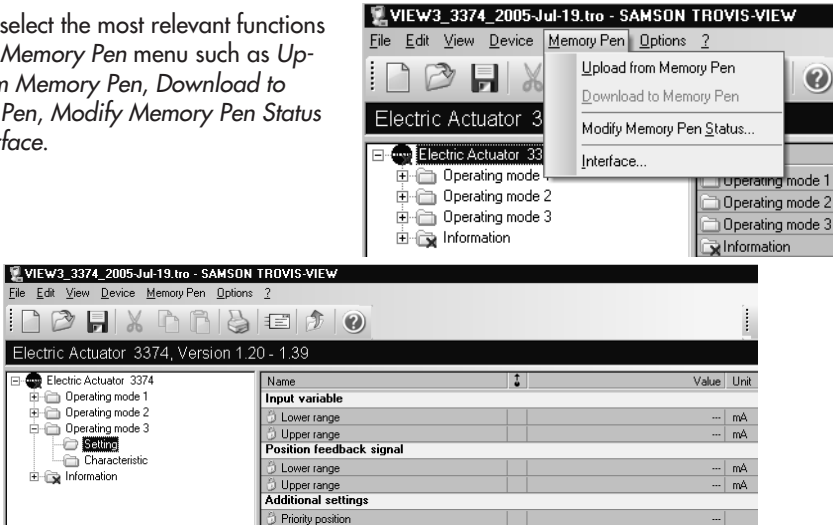 select the most relevant functions
Memory Pen menu such as Up-
m Memory Pen, Download to
Pen, Modify Memory Pen Status
rface.
VIEW3_3374_2005-Jul-19.tro - SAMSON TROVIS-VIEW
File Edit View Device Memory Pen Options ?
Upload from Memory Pen
Download to Memory Pen
Modify Memory Pen Status...
Interface...
Electric Actuator 3
Electric Actuator 33
Operating mode 1
Operating mode 2
Operating mode 3
Information
Operating mode 1
Operating mode 2
Operating mode 3
Information
VIEW3_3374_2005-Jul-19.tro - SAMSON TROVIS-VIEW
File Edit View Device Memory Pen Options ?
Electric Actuator 3374, Version 1.20 - 1.39
Electric Actuator 3374
Operating mode 1
Operating mode 2
Operating mode 3
Setting
Characteristic
Information
Name Value Unit
Input variable
Lower range --- mA
Upper range --- mA
Position feedback signal
Lower range --- mA
Upper range --- mA
Additional settings
Priority position ---